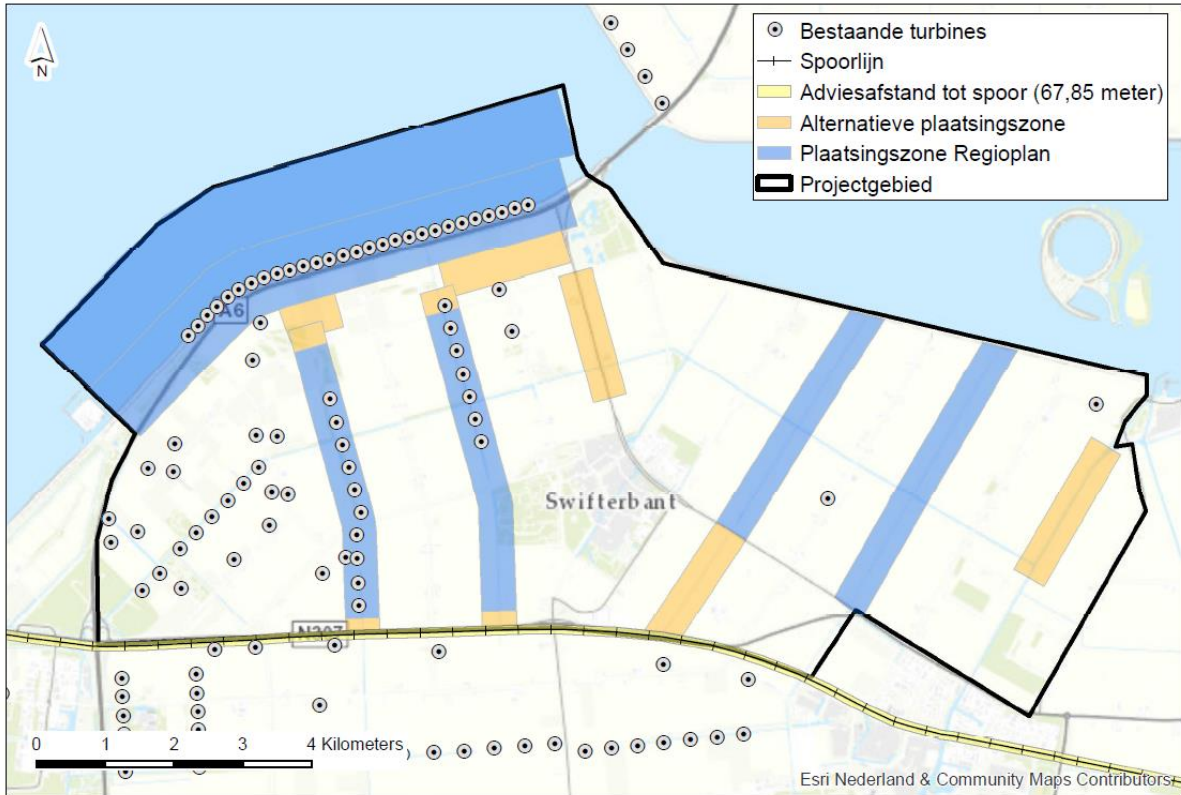 N
Bestaande turbines
Spoorlijn
Adviesafstand tot spoor (67,85 meter)
Alternatieve plaatsingszone
Plaatsingszone Regioplan
Projectgebied
A6
Swifterbant
N307
0 1 2 3 4 Kilometers
Esri Nederland & Community Maps Contributors